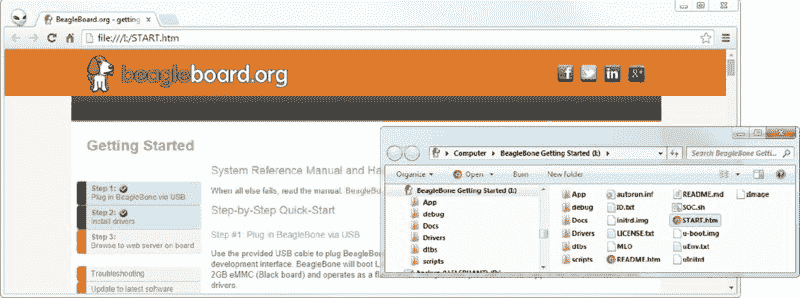 BeagleBoard.org - getting
file:///I:/START.htm
beagleboard.org
Getting Started
Step 1:
Plug in BeagleBone via USB
Step 2:
Install drivers
Step 3:
Browse to web server on board
Troubleshooting
Update to latest software
System Reference Manual and Ha
When all else fails, read the manual. BeagleBo
Step-by-Step Quick-Start
Step #1: Plug in BeagleBone via USB
Use the provided USB cable to plug BeagleBo
development interface. BeagleBone will boot L
2GB eMMC (Black board) and operates as a f
drivers.
Computer BeagleBone Getting Started (I:)
Search BeagleBone Getti...
Organize Open Burn New folder
BeagleBone Getting Started (I:)
App
debug
Docs
Drivers
dtbs
scripts
App
debug
Docs
Drivers
dtbs
scripts
autorun.inf
ID.txt
initrd.img
LICENSE.txt
MLO
README.htm
README.md
SOC.sh
START.htm
u-boot.img
uEnv.txt
uInitrd
zImage